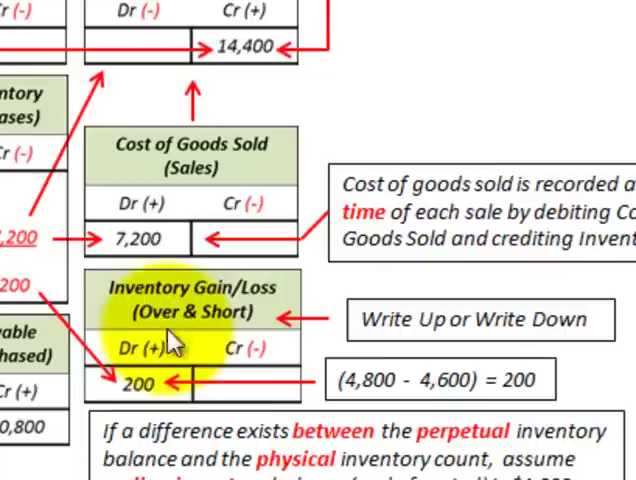 Cr (-)
Dr (-) Cr (+)
14,400
ntory
ases)
Cr (-)
,200
200
Cost of Goods Sold
(Sales)
Dr (+) Cr (-)
7,200
Cost of goods sold is recorded a
time of each sale by debiting Co
Goods Sold and crediting Invent
Inventory Gain/Loss
(Over & Short)
Dr (+) Cr (-)
200
Write Up or Write Down
(4,800 - 4,600) = 200
vable
hased)
Cr (+)
0,800
If a difference exists between the perpetual inventory
balance and the physical inventory count, assume